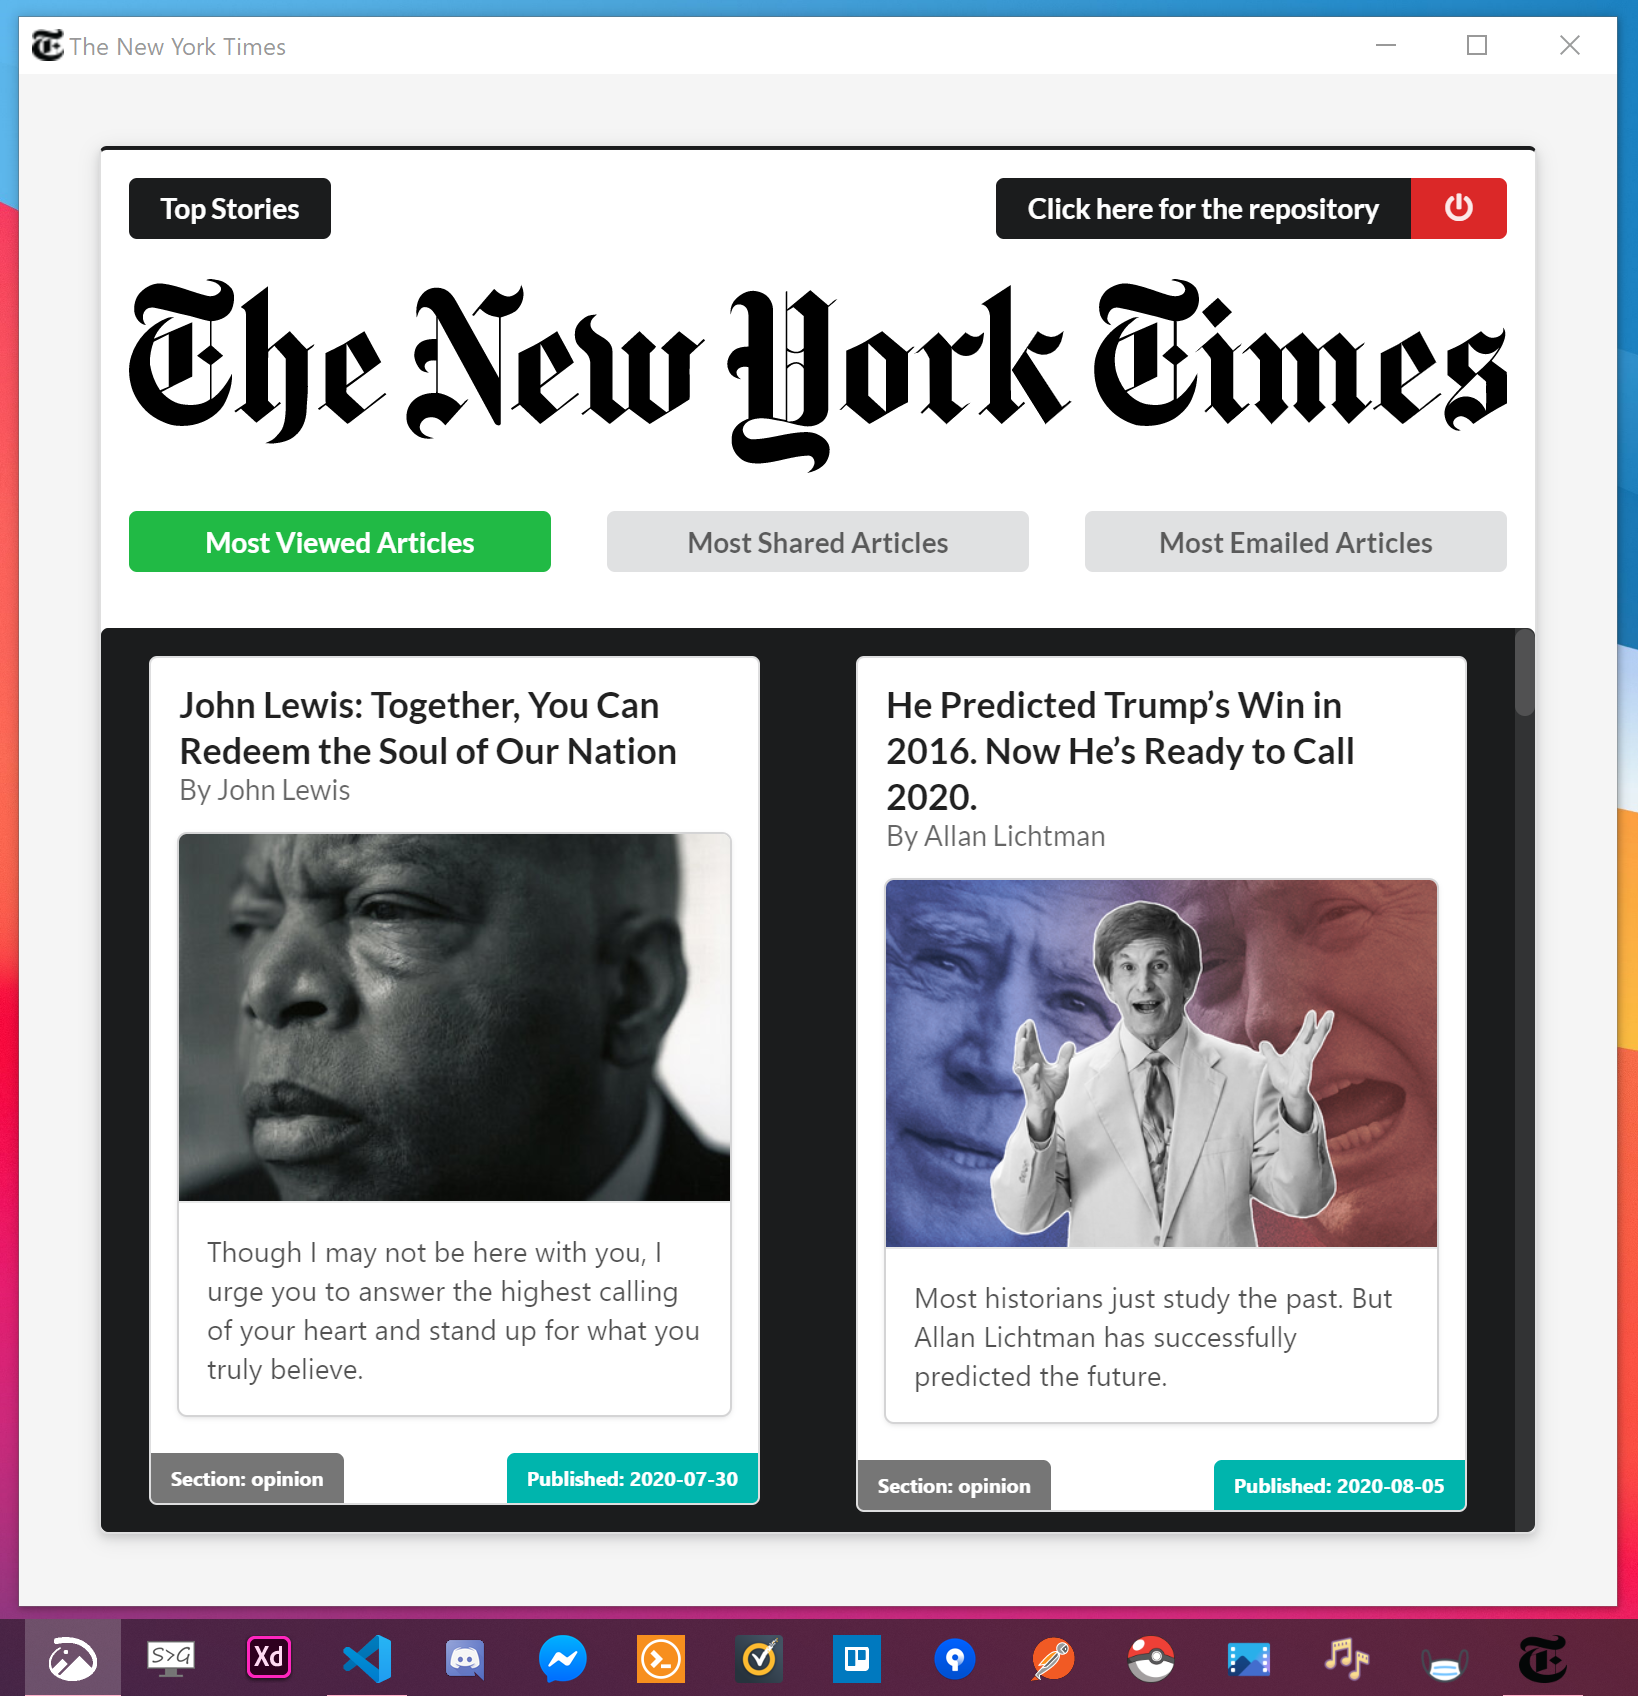 The New York Times
Top Stories
Click here for the repository
The New York Times
Most Viewed Articles
Most Shared Articles
Most Emailed Articles
John Lewis: Together, You Can
Redeem the Soul of Our Nation
By John Lewis
Though I may not be here with you, I
urge you to answer the highest calling
of your heart and stand up for what you
truly believe.
Section: opinion
Published: 2020-07-30
He Predicted Trump’s Win in
2016. Now He’s Ready to Call
2020.
By Allan Lichtman
Most historians just study the past. But
Allan Lichtman has successfully
predicted the future.
Section: opinion
Published: 2020-08-05
S>G
Xd